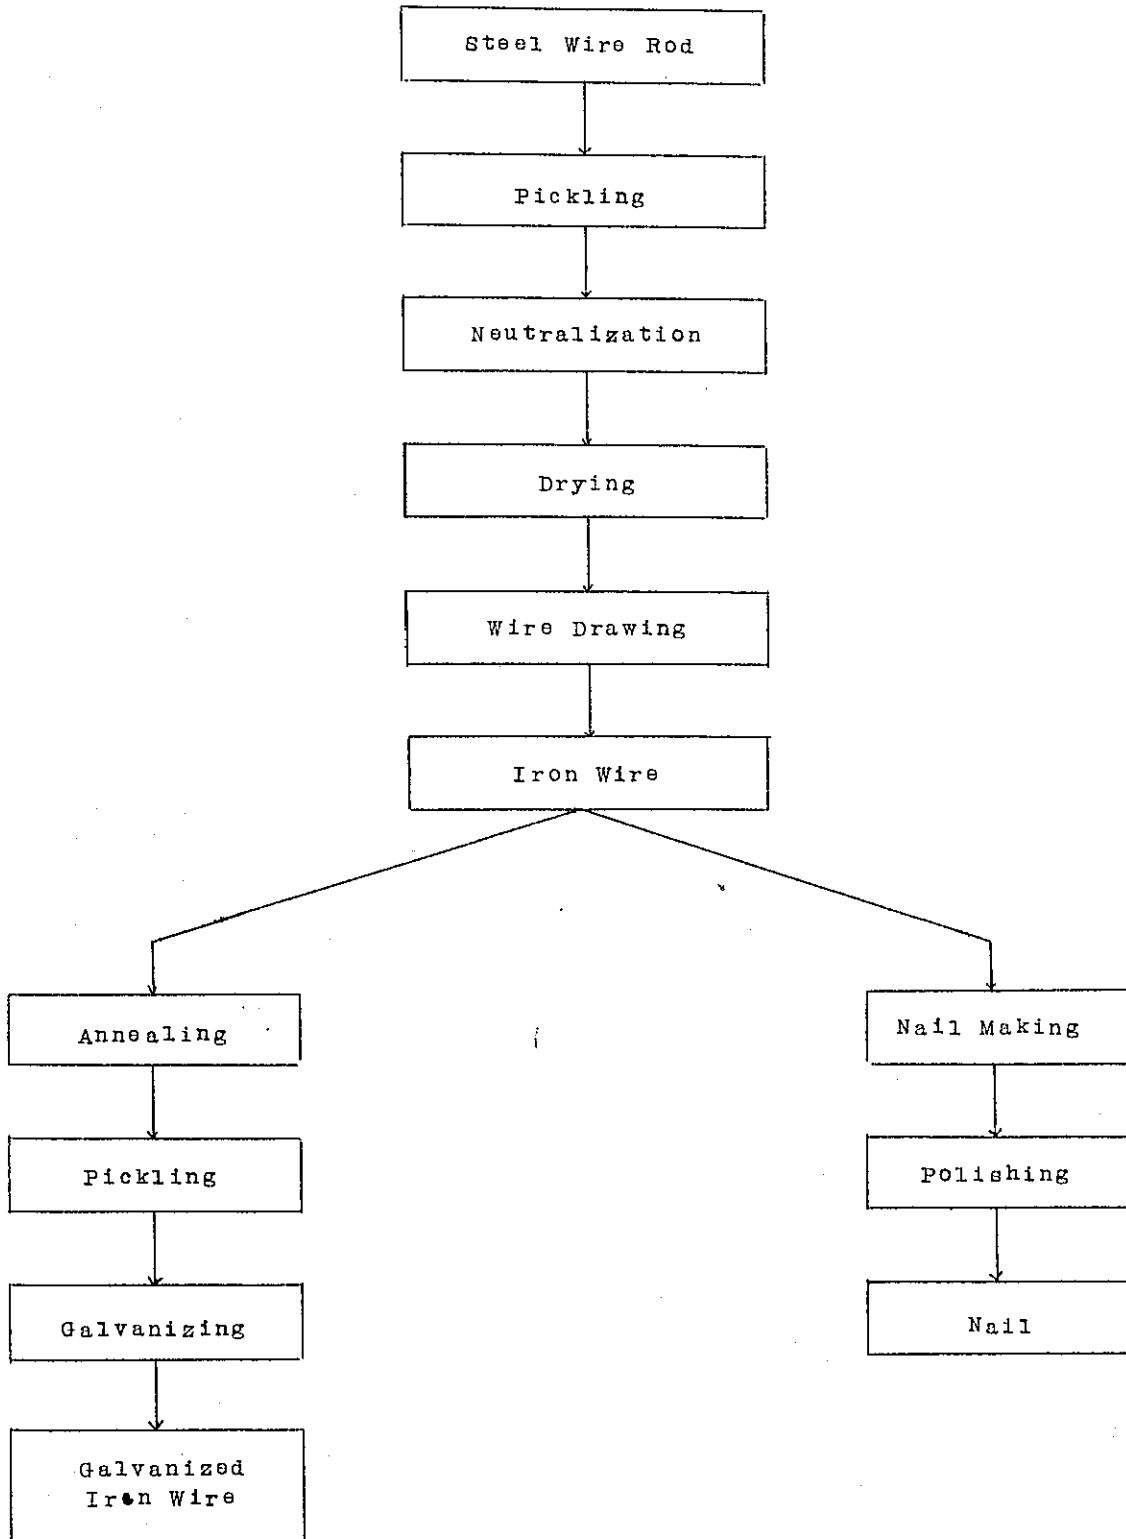 Steel Wire Rod
Pickling
Neutralization
Drying
Wire Drawing
Iron Wire
Annealing
Pickling
Galvanizing
Galvanized
Iron Wire
Nail Making
Polishing
Nail